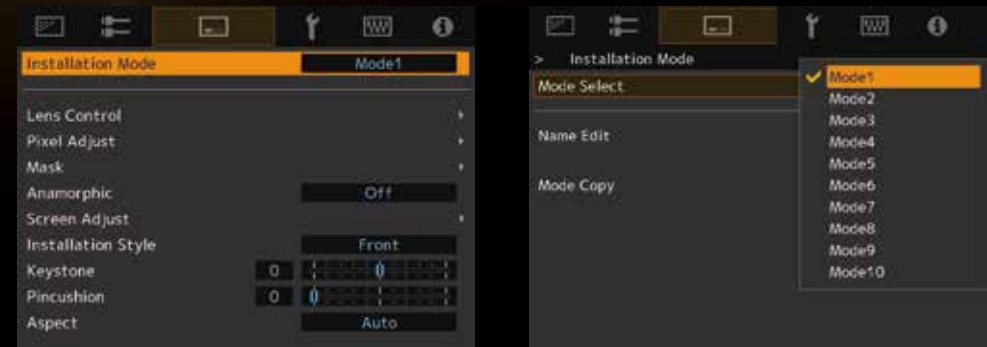 Installation Mode Mode1
Lens Control
Pixel Adjust
Mask
Anamorphic Off
Screen Adjust
Installation Style Front
Keystone 0 0
Pincushion 0 0
Aspect Auto
> Installation Mode
Mode Select
Name Edit
Mode Copy
Mode1
Mode2
Mode3
Mode4
Mode5
Mode6
Mode7
Mode8
Mode9
Mode10